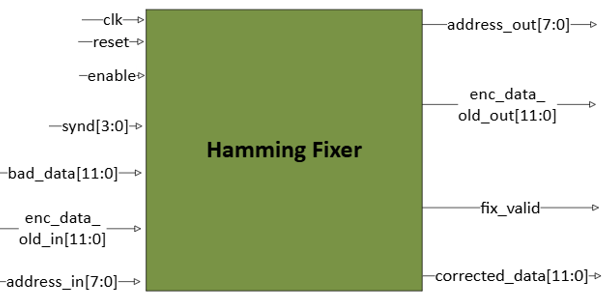 clk
reset
enable
synd[3:0]
bad_data[11:0]
enc_data_
old_in[11:0]
address_in[7:0]
Hamming Fixer
address_out[7:0]
enc_data_
old_out[11:0]
fix_valid
corrected_data[11:0]